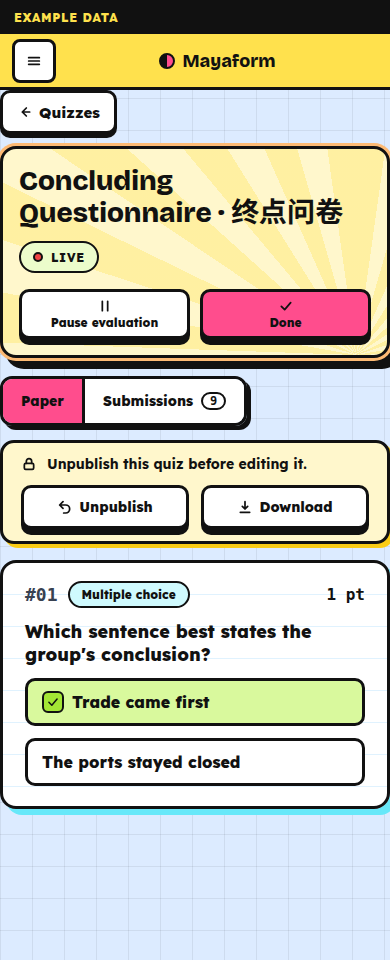 EXAMPLE DATA
Mayaform
Quizzes
Concluding
Questionnaire · 终点问卷
LIVE
Pause evaluation
Done
Paper
Submissions 9
Unpublish this quiz before editing it.
Unpublish
Download
#01 Multiple choice 1 pt
Which sentence best states the
group’s conclusion?
Trade came first
The ports stayed closed